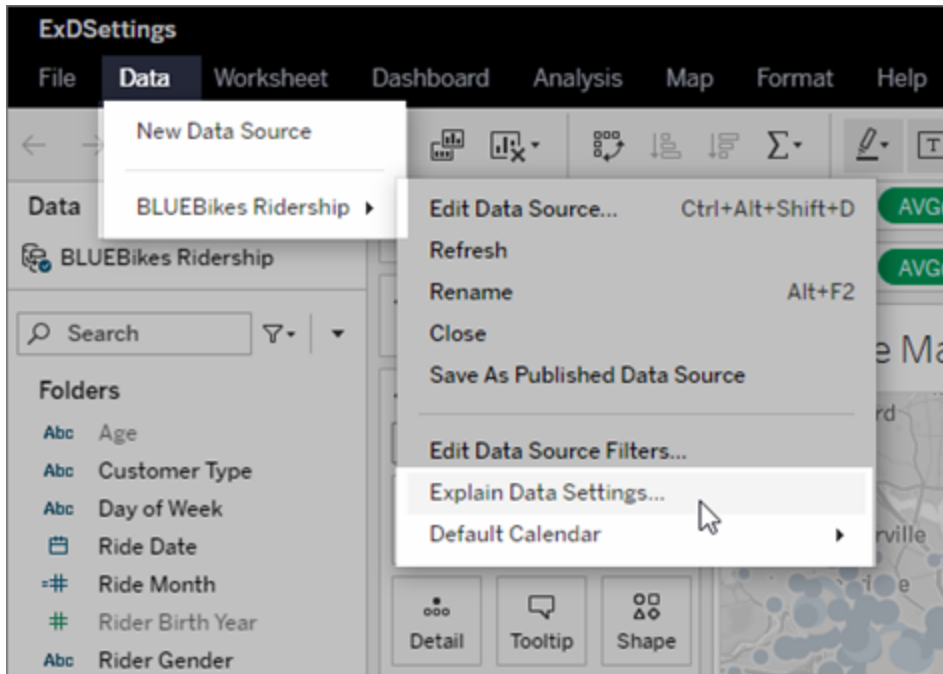 ExDSettings
File Data Worksheet Dashboard Analysis Map Format Help
New Data Source
Data
BLUEBikes Ridership
BLUEBikes Ridership
Edit Data Source... Ctrl+Alt+Shift+D
Refresh
Rename Alt+F2
Close
Save As Published Data Source
Edit Data Source Filters...
Explain Data Settings...
Default Calendar
Search
Folders
Abc Age
Abc Customer Type
Abc Day of Week
Ride Date
=# Ride Month
# Rider Birth Year
Abc Rider Gender
Detail Tooltip Shape